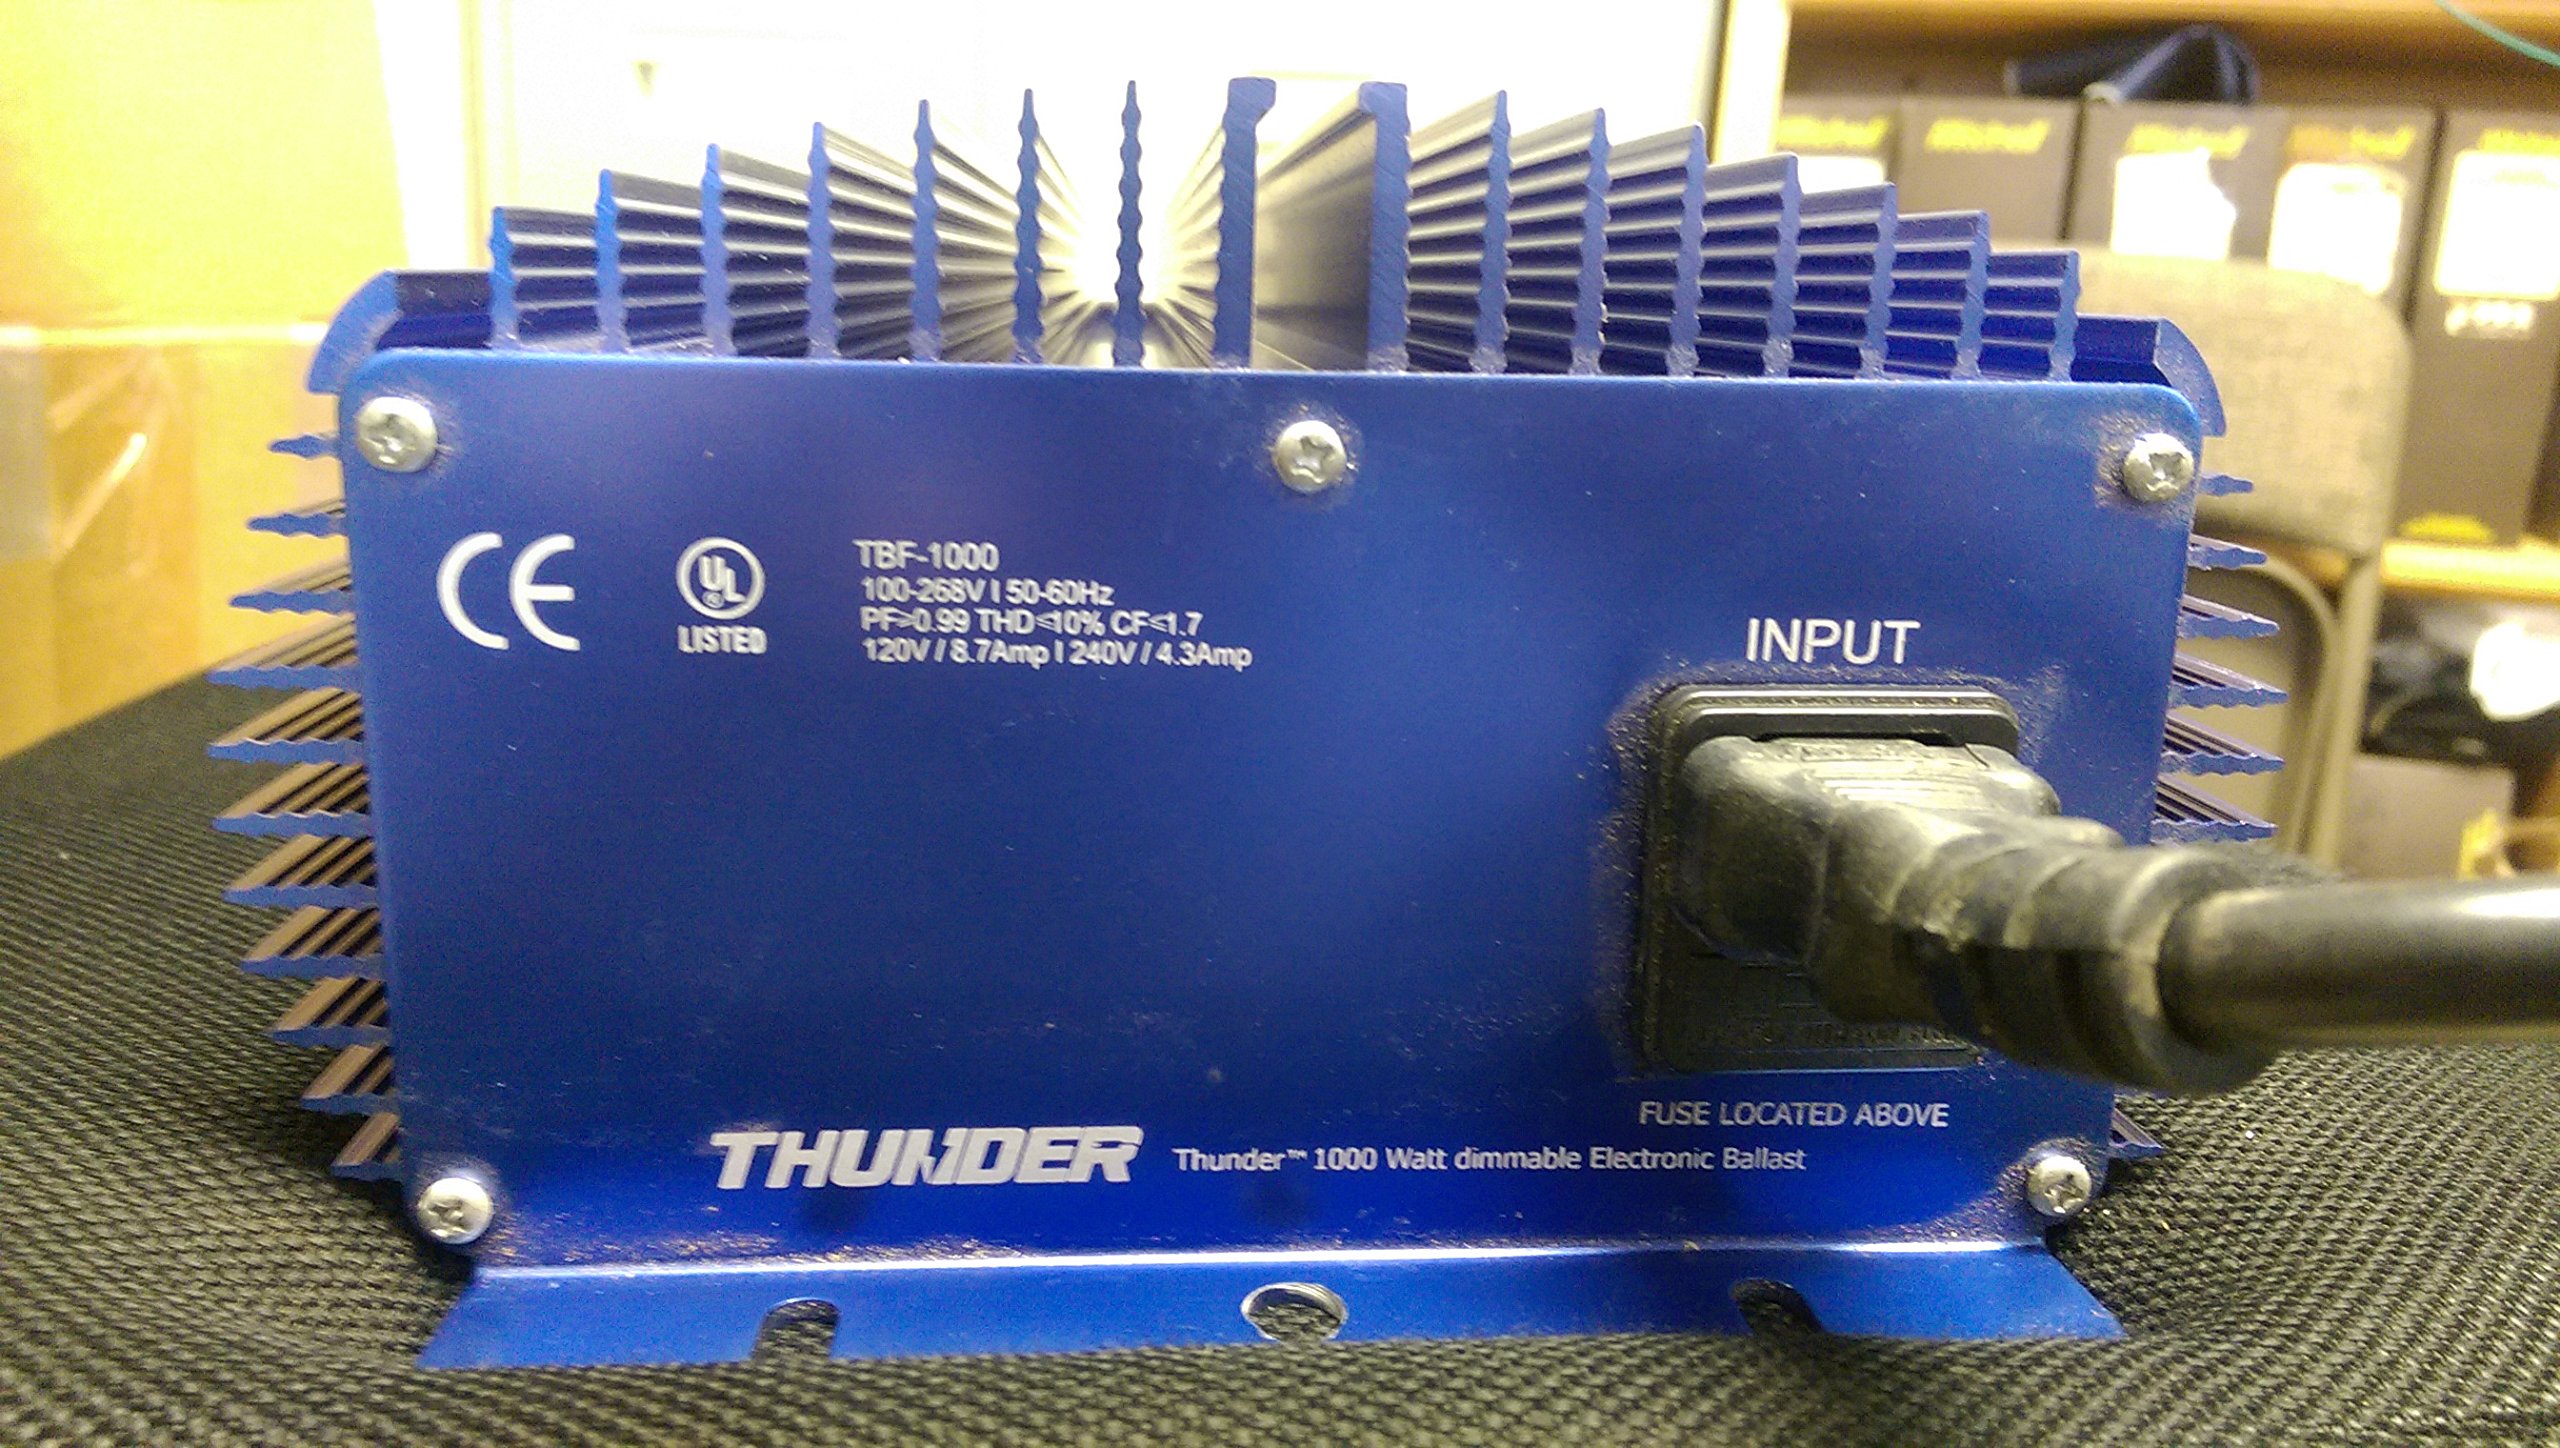 CE
UL
®
LISTED
TBF-1000
100-268V | 50-60Hz
PF>0.99 THD≤10% CF≤1.7
120V / 8.7Amp | 240V / 4.3Amp
INPUT
FUSE LOCATED ABOVE
THUNDER Thunder™ 1000 Watt dimmable Electronic Ballast